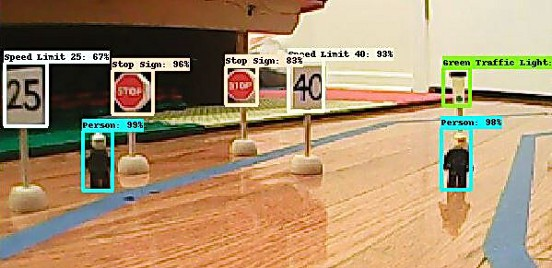 Speed Limit 25: 67%
Stop Sign: 96%
Stop Sign: 83%
Speed Limit 40: 93%
Green Traffic Light:
25
STOP
STOP
40
Person: 99%
Person: 98%